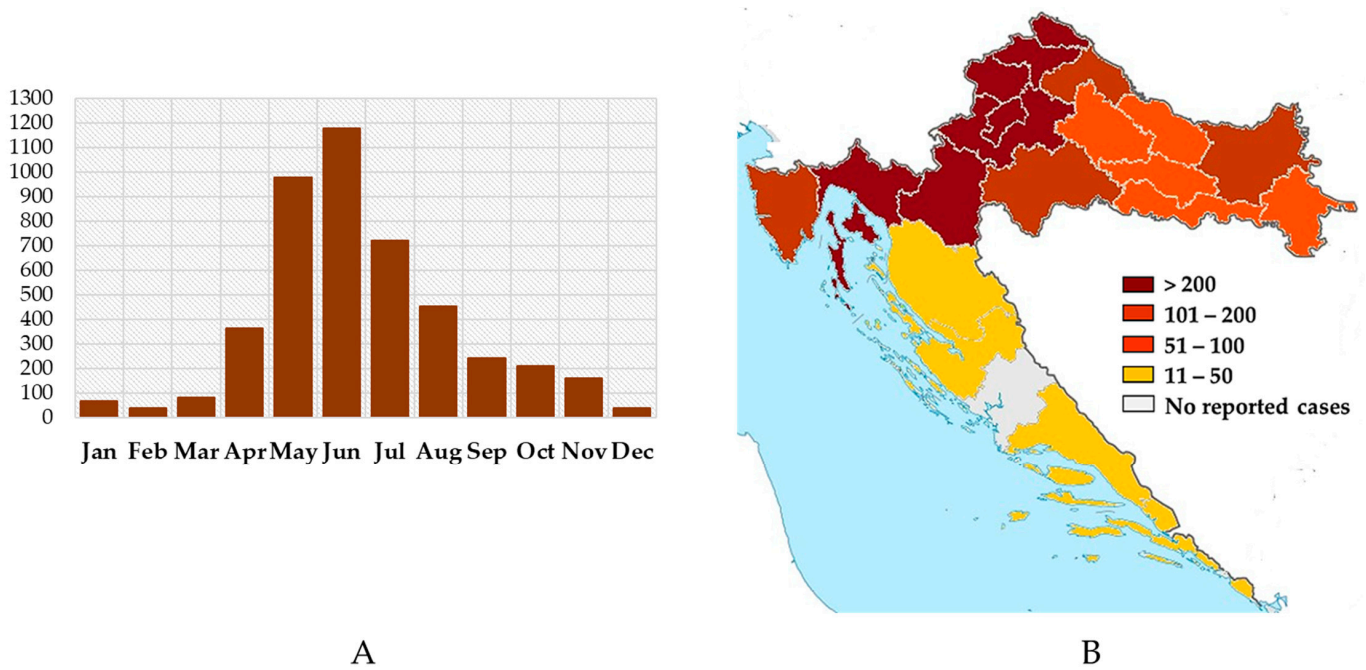 1300
1200
1100
1000
900
800
700
600
500
400
300
200
100
0
Jan Feb Mar Apr May Jun Jul Aug Sep Oct Nov Dec
A
> 200
101 – 200
51 – 100
11 – 50
No reported cases
B